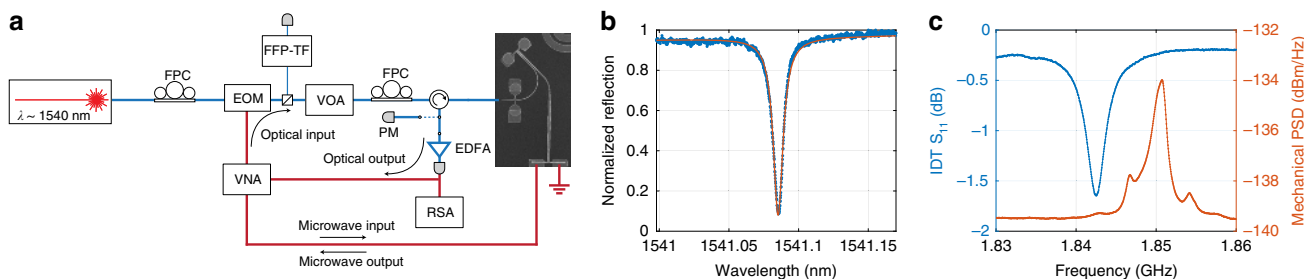 a
FFP-TF
FPC
FPC
EOM
VOA
λ ~ 1540 nm
Optical input
PM
EDFA
Optical output
VNA
RSA
Microwave input
Microwave output
b
Normalized reflection
1
0.8
0.6
0.4
0.2
0
1541
1541.05
1541.1
1541.15
Wavelength (nm)
c
IDT S11 (dB)
0
−0.5
−1
−1.5
−2
1.83
1.84
1.85
1.86
Frequency (GHz)
−132
−134
−136
−138
−140
Mechanical PSD (dBm/Hz)